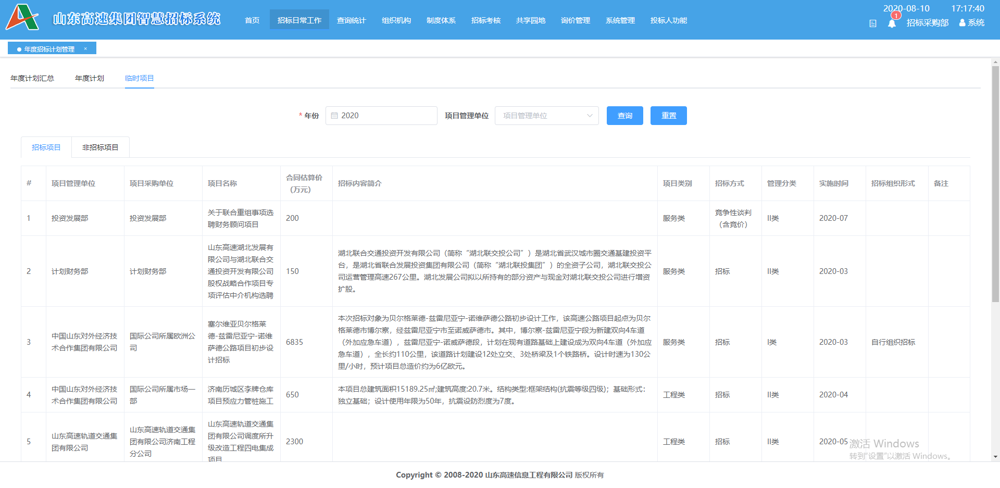 山东高速集团智慧招标系统
首页 招标日常工作 查询统计 组织机构 制度体系 招标考核 共享园地 询价管理 系统管理 投标人功能
2020-08-10 17:17:40
1
招标采购部 系统
年度招标计划管理 ×
年度计划汇总 年度计划 临时项目
* 年份 2020 项目管理单位 项目管理单位 查询 重置
招标项目 非招标项目
# 项目管理单位 项目采购单位 项目名称 合同估算价（万元） 招标内容简介 项目类别 招标方式 管理分类 实施时间 招标组织形式 备注
1 投资发展部 投资发展部
关于联合重组事项选
聘财务顾问项目
200
服务类
竞争性谈判
（含竞价）
II类 2020-07
2 计划财务部 计划财务部
山东高速湖北发展有
限公司与湖北联合交
通投资开发有限公司
股权战略合作项目专
项评估中介机构选聘
150
湖北联合交通投资开发有限公司（简称“湖北联交投公司”）是湖北省武汉城市圈交通基建投资平
台，是湖北省联合发展投资集团有限公司（简称“湖北联投集团”）的全资子公司，湖北联交投公
司运营管理高速267公里。湖北发展公司拟以所持有的部分资产与现金对湖北联交投公司进行增资
扩股。
服务类 招标 II类 2020-03
3
中国山东对外经济技
术合作集团有限公司
国际公司所属欧洲公
司
塞尔维亚贝尔格莱
德-兹雷尼亚宁-诺维
萨德公路项目初步设
计招标
6835
本次招标对象为贝尔格莱德-兹雷尼亚宁-诺维萨德公路初步设计工作，该高速公路项目起点为贝尔
格莱德市博尔察，经兹雷尼亚宁市至诺威萨德市。其中，博尔察-兹雷尼亚宁段为新建双向4车道
（外加应急车道），兹雷尼亚宁-诺威萨德段，计划在现有道路基础上建设成为双向4车道（外加应
急车道），全长约110公里，该道路计划建设12处立交、3处桥梁及1个铁路桥。设计时速为130公
里/小时，预计项目总造价约为6亿欧元。
服务类 招标 I类 2020-03 自行组织招标
4
中国山东对外经济技
术合作集团有限公司
国际公司所属市场一
部
济南历城区李牌仓库
项目预应力管桩施工
650
本项目总建筑面积15189.25㎡;建筑高度:20.7米。结构类型:框架结构(抗震等级四级)；基础形式：
独立基础；设计使用年限为50年，抗震设防烈度为7度。
工程类 招标 II类 2020-04
5
山东高速轨道交通集
团有限公司
山东高速轨道交通集
团有限公司济南工程
分公司
山东高速轨道交通集
团有限公司调度所升
级改造工程四电集成
项目
2300
工程类 招标 II类 2020-05
激活 Windows
转到“设置”以激活 Windows。
Copyright © 2008-2020 山东高速信息工程有限公司 版权所有